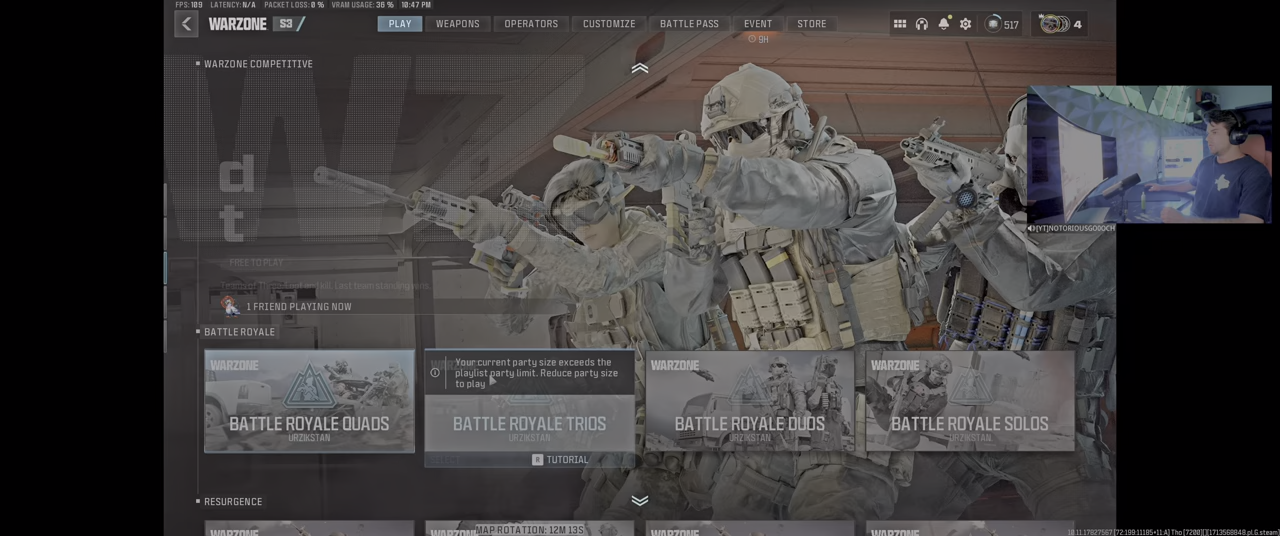 FPS: 109 LATENCY: N/A PACKET LOSS: 0 % VRAM USAGE: 36 % 10:47 PM
WARZONE S3
PLAY WEAPONS OPERATORS CUSTOMIZE BATTLE PASS EVENT STORE
517 4
9H
WARZONE COMPETITIVE
WZ
d
t
[YT]NOTORIOUSGOOOCH
FREE TO PLAY
1 FRIEND PLAYING NOW
BATTLE ROYALE
WARZONE
BATTLE ROYALE QUADS
URZIKSTAN
Your current party size exceeds the
playlist party limit. Reduce party size
to play
BATTLE ROYALE TRIOS
URZIKSTAN
R TUTORIAL
WARZONE
BATTLE ROYALE DUOS
URZIKSTAN
WARZONE
BATTLE ROYALE SOLOS
URZIKSTAN
RESURGENCE
MAP ROTATION: 12M 13S